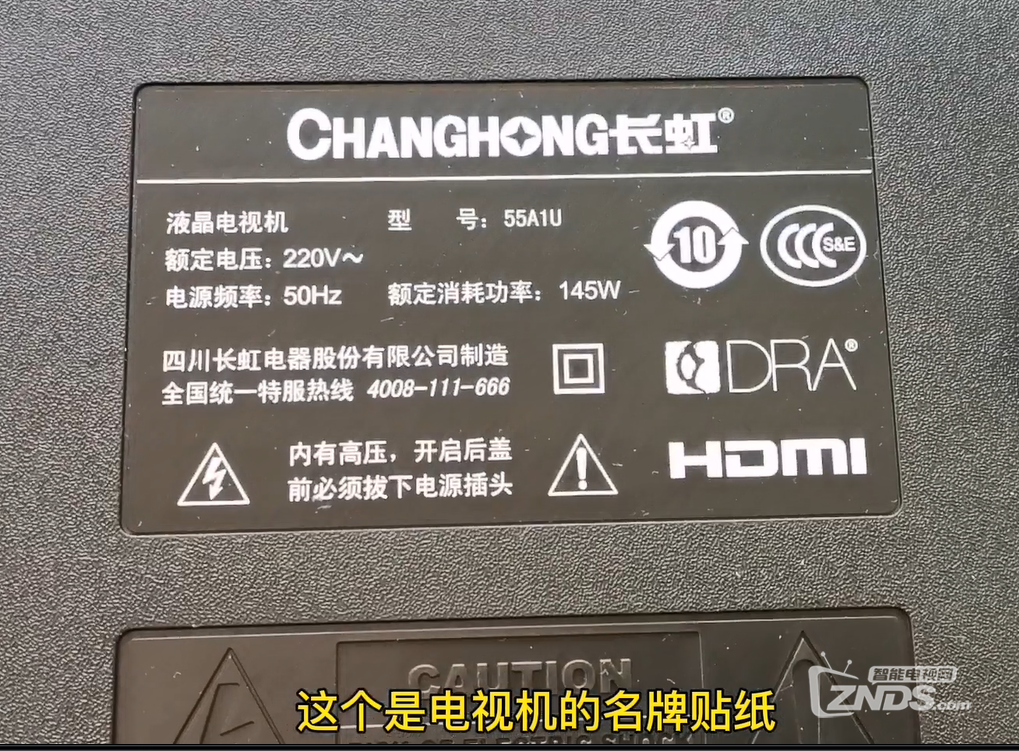 CHANGHONG长虹®
液晶电视机 型 号：55A1U
额定电压：220V～
电源频率：50Hz 额定消耗功率：145W
10
CCC S&E
四川长虹电器股份有限公司制造
全国统一特服热线 4008-111-666
DRA®
内有高压，开启后盖
前必须拔下电源插头
HDMI
CAUTION
RISK OF ELECTRIC SHOCK
这个是电视机的名牌贴纸
智能电视网
ZNDS.com